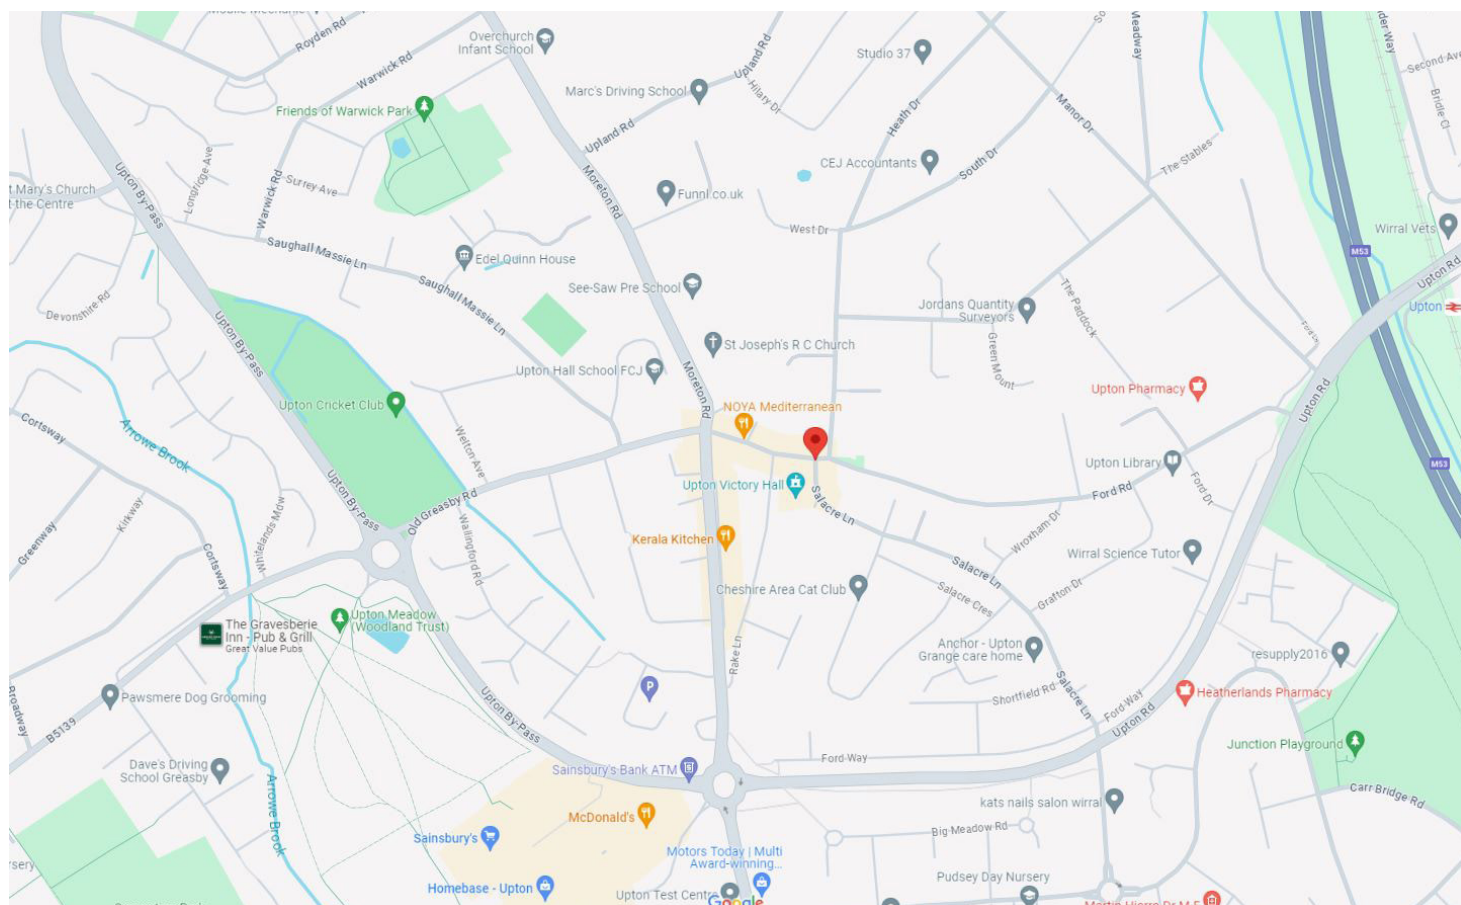 Royden Rd
Overchurch
Infant School
Warwick Rd
Marc's Driving School
Upland Rd
Hilary Dr
Studio 37
Meadway
Second Ave
Bridle Cl
Friends of Warwick Park
Upland Rd
Heath Dr
Manor Dr
The Stables
Upton By-Pass
Longridge Ave
Surrey Ave
Warwick Rd
Moreton Rd
CEJ Accountants
South Dr
t Mary's Church
t the Centre
Funnl.co.uk
West Dr
Wirral Vets
M53
Upton Rd
Saughall Massie Ln
Edel Quinn House
Saughall Massie Ln
See-Saw Pre School
Jordans Quantity
Surveyors
The Paddock
Upton
Devonshire Rd
Upton By-Pass
St Joseph's R C Church
Green Mount
Upton Hall School FCJ
Moreton Rd
Upton Pharmacy
Upton Rd
Upton Cricket Club
NOYA Mediterranean
Cortsway
Arrowe Brook
Welton Ave
Upton Library
M53
Upton Victory Hall
Salacre Ln
Ford Rd
Ford Dr
Upton By-Pass
Old Greasby Rd
Kirkway
Greenway
Whitelands Mdw
Wallingford Rd
Kerala Kitchen
Wroxham Dr
Wirral Science Tutor
Cortsway
Salacre Ln
Cheshire Area Cat Club
Salacre Cres
Grafton Dr
Upton Meadow
(Woodland Trust)
The Gravesberie
Inn - Pub & Grill
Great Value Pubs
Rake Ln
Anchor - Upton
Grange care home
resupply2016
Broadway
Pawsmere Dog Grooming
P
Shortfield Rd
Salacre Ln
Heatherlands Pharmacy
B5139
Upton By-Pass
Ford Way
Upton Rd
Junction Playground
Dave's Driving
School Greasby
Sainsbury's Bank ATM
Ford Way
Arrowe Brook
McDonald's
kats nails salon wirral
Carr Bridge Rd
Sainsbury's
Big Meadow Rd
Motors Today | Multi
Award-winning...
Homebase - Upton
Upton Test Centre
Google
Pudsey Day Nursery